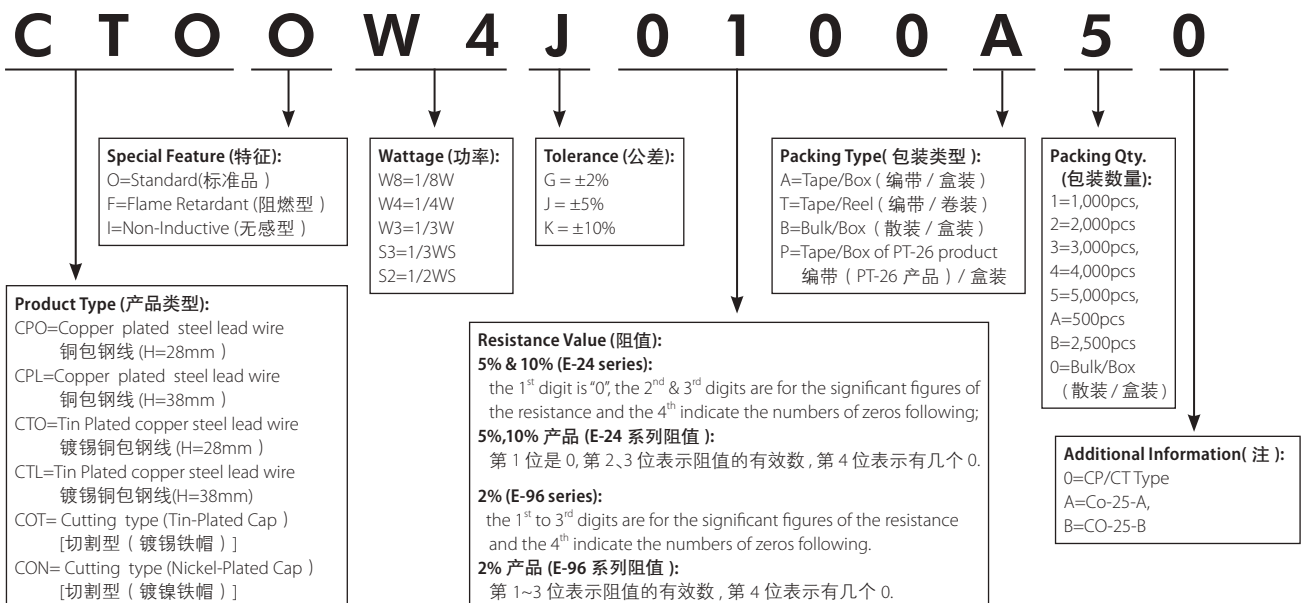 C T O O W 4 J 0 1 0 0 A 5 0
Special Feature (特征):
O=Standard(标准品 )
F=Flame Retardant (阻燃型 )
I=Non-Inductive (无感型 )
Wattage (功率):
W8=1/8W
W4=1/4W
W3=1/3W
S3=1/3WS
S2=1/2WS
Tolerance (公差):
G = ±2%
J = ±5%
K = ±10%
Packing Type( 包装类型 ):
A=Tape/Box ( 编带 / 盒装 )
T=Tape/Reel ( 编带 / 卷装 )
B=Bulk/Box ( 散装 / 盒装 )
P=Tape/Box of PT-26 product
编带 ( PT-26 产品 ) / 盒装
Packing Qty.
(包装数量):
1=1,000pcs,
2=2,000pcs
3=3,000pcs,
4=4,000pcs
5=5,000pcs,
A=500pcs
B=2,500pcs
0=Bulk/Box
( 散装 / 盒装 )
Product Type (产品类型):
CPO=Copper plated steel lead wire
铜包钢线 (H=28mm )
CPL=Copper plated steel lead wire
铜包钢线 (H=38mm )
CTO=Tin Plated copper steel lead wire
镀锡铜包钢线 (H=28mm )
CTL=Tin Plated copper steel lead wire
镀锡铜包钢线(H=38mm)
COT= Cutting type (Tin-Plated Cap )
[切割型 ( 镀锡铁帽 ) ]
CON= Cutting type (Nickel-Plated Cap )
[切割型 ( 镀镍铁帽 ) ]
Resistance Value (阻值):
5% & 10% (E-24 series):
the 1st digit is "0", the 2nd & 3rd digits are for the significant figures of
the resistance and the 4th indicate the numbers of zeros following;
5%,10% 产品 (E-24 系列阻值 ):
第 1 位是 0, 第 2、3 位表示阻值的有效数 , 第 4 位表示有几个 0.
2% (E-96 series):
the 1st to 3rd digits are for the significant figures of the resistance
and the 4th indicate the numbers of zeros following.
2% 产品 (E-96 系列阻值 ):
第 1~3 位表示阻值的有效数 , 第 4 位表示有几个 0.
Additional Information( 注 ):
0=CP/CT Type
A=Co-25-A,
B=CO-25-B